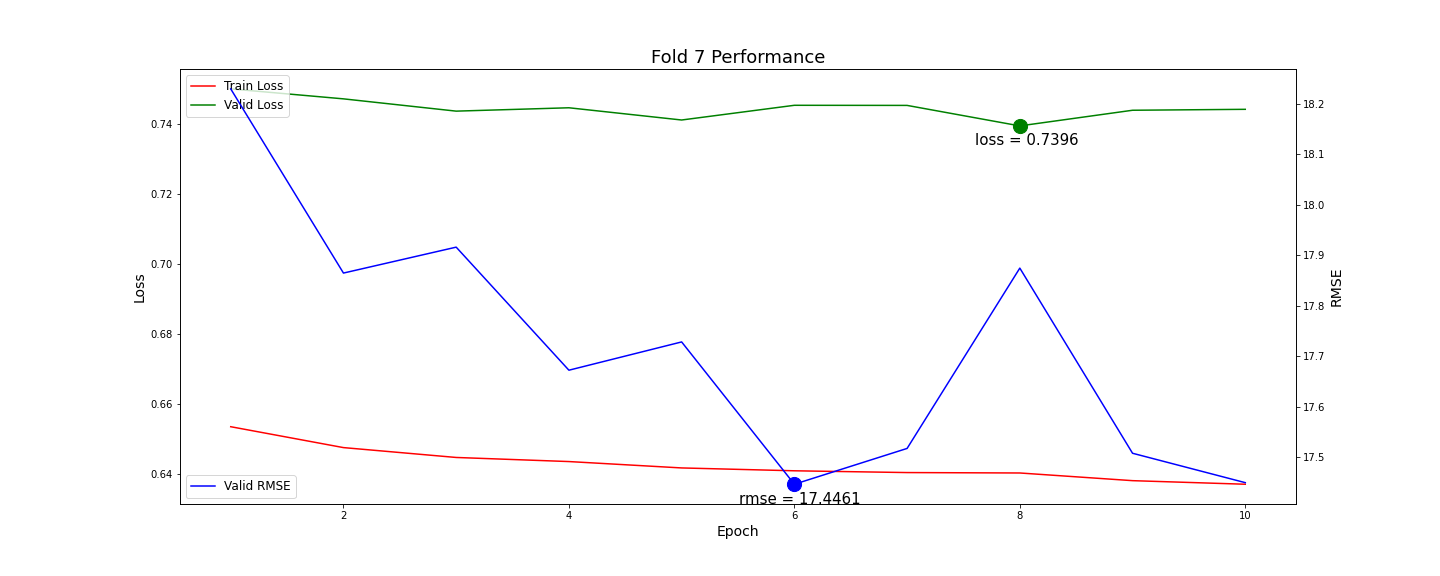 Fold 7 Performance
Train Loss
Valid Loss
loss = 0.7396
Valid RMSE
rmse = 17.4461
0.74
0.72
0.70
0.68
0.66
0.64
Loss
18.2
18.1
18.0
17.9
17.8
17.7
17.6
17.5
RMSE
2
4
6
8
10
Epoch